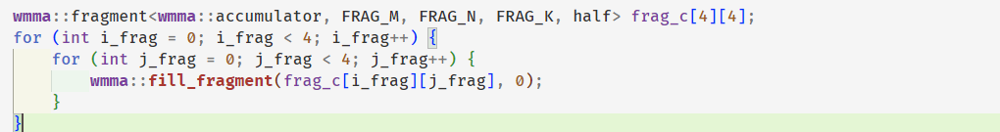 wmma::fragment<wmma::accumulator, FRAG_M, FRAG_N, FRAG_K, half> frag_c[4][4];
for (int i_frag = 0; i_frag < 4; i_frag++) {
    for (int j_frag = 0; j_frag < 4; j_frag++) {
        wmma::fill_fragment(frag_c[i_frag][j_frag], 0);
    }
}